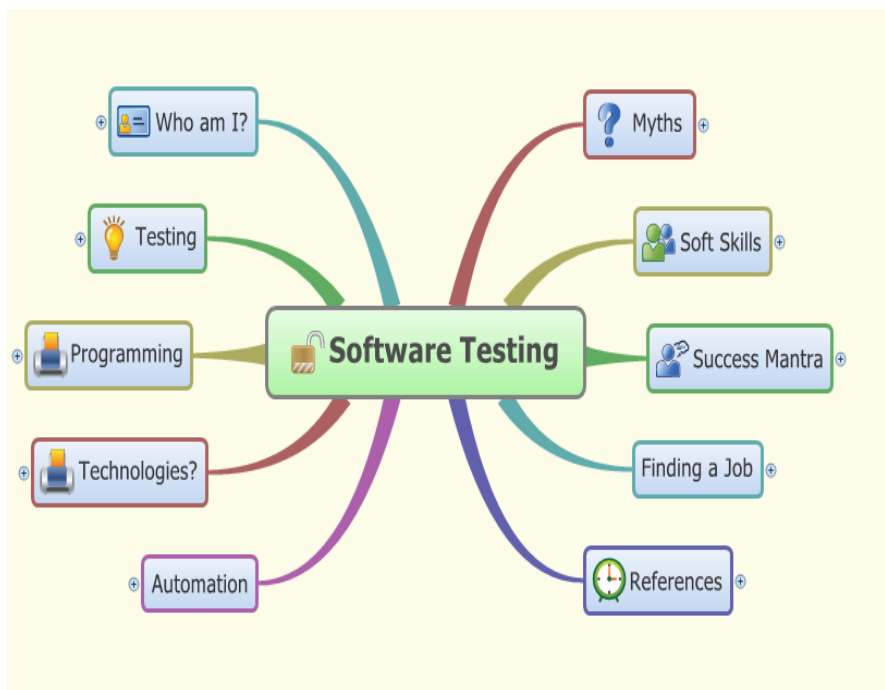 Who am I?
Testing
Programming
Technologies?
Automation
Software Testing
Myths
Soft Skills
Success Mantra
Finding a Job
References